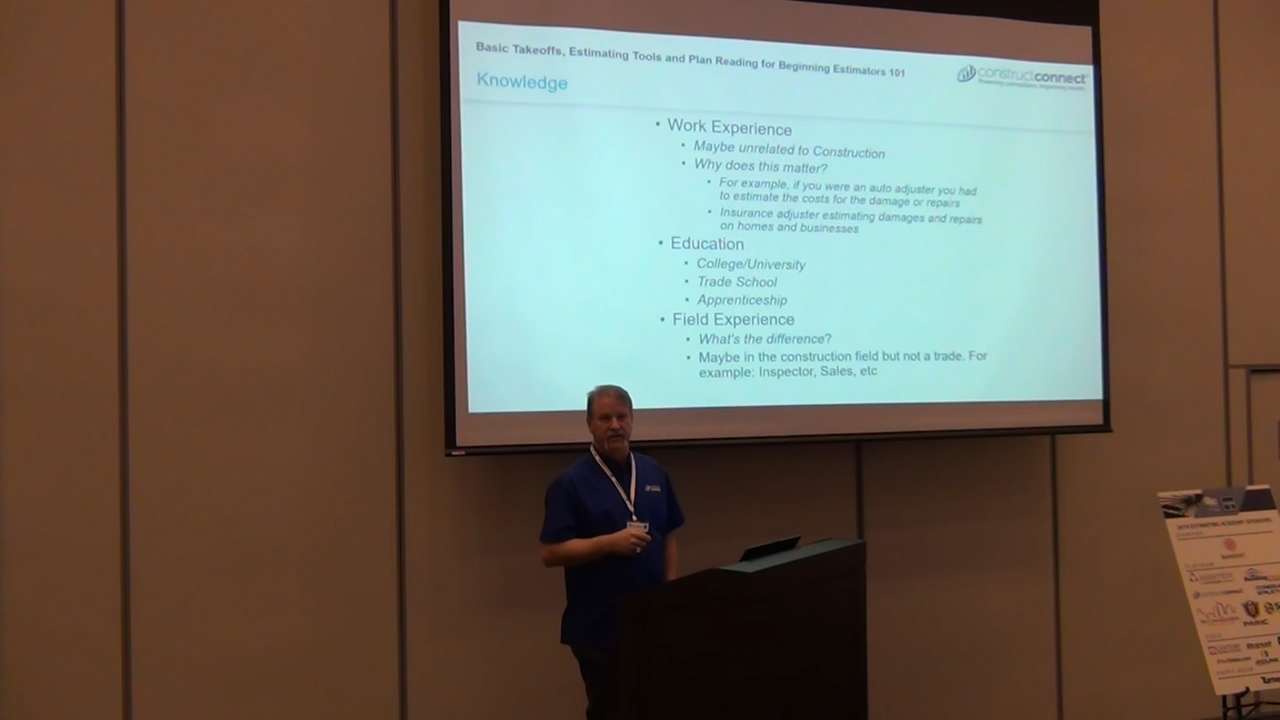 Basic Takeoffs, Estimating Tools and Plan Reading for Beginning Estimators 101
constructconnect
Knowledge
• Work Experience
• Maybe unrelated to Construction
• Why does this matter?
• For example, if you were an auto adjuster you had
to estimate the costs for the damage or repairs
• Insurance adjuster estimating damages and repairs
on homes and businesses
• Education
• College/University
• Trade School
• Apprenticeship
• Field Experience
• What's the difference?
• Maybe in the construction field but not a trade. For
example: Inspector, Sales, etc
ESTIMATING ACADEMY SPONSORS
PARIC